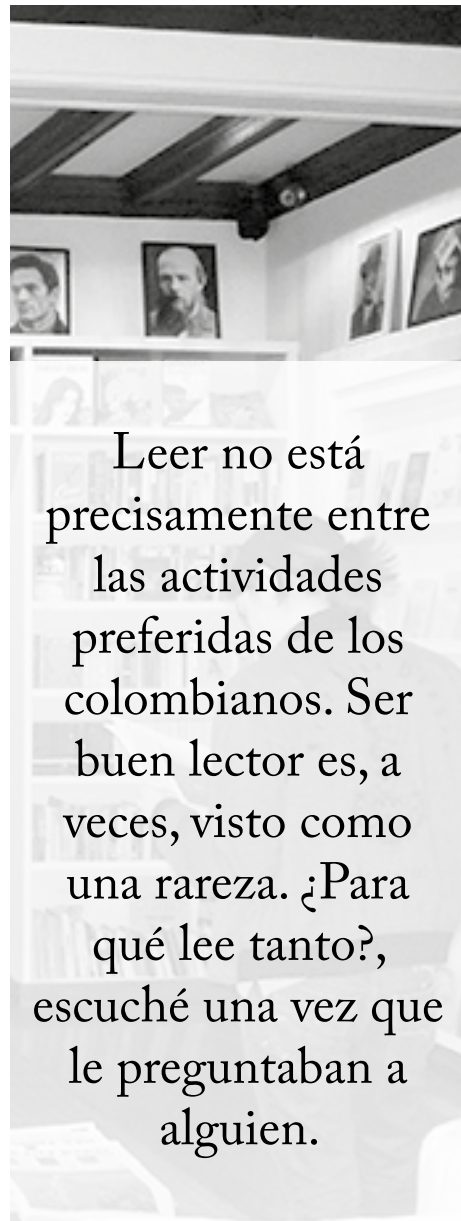 Leer no está
precisamente entre
las actividades
preferidas de los
colombianos. Ser
buen lector es, a
veces, visto como
una rareza. ¿Para
qué lee tanto?,
escuché una vez que
le preguntaban a
alguien.